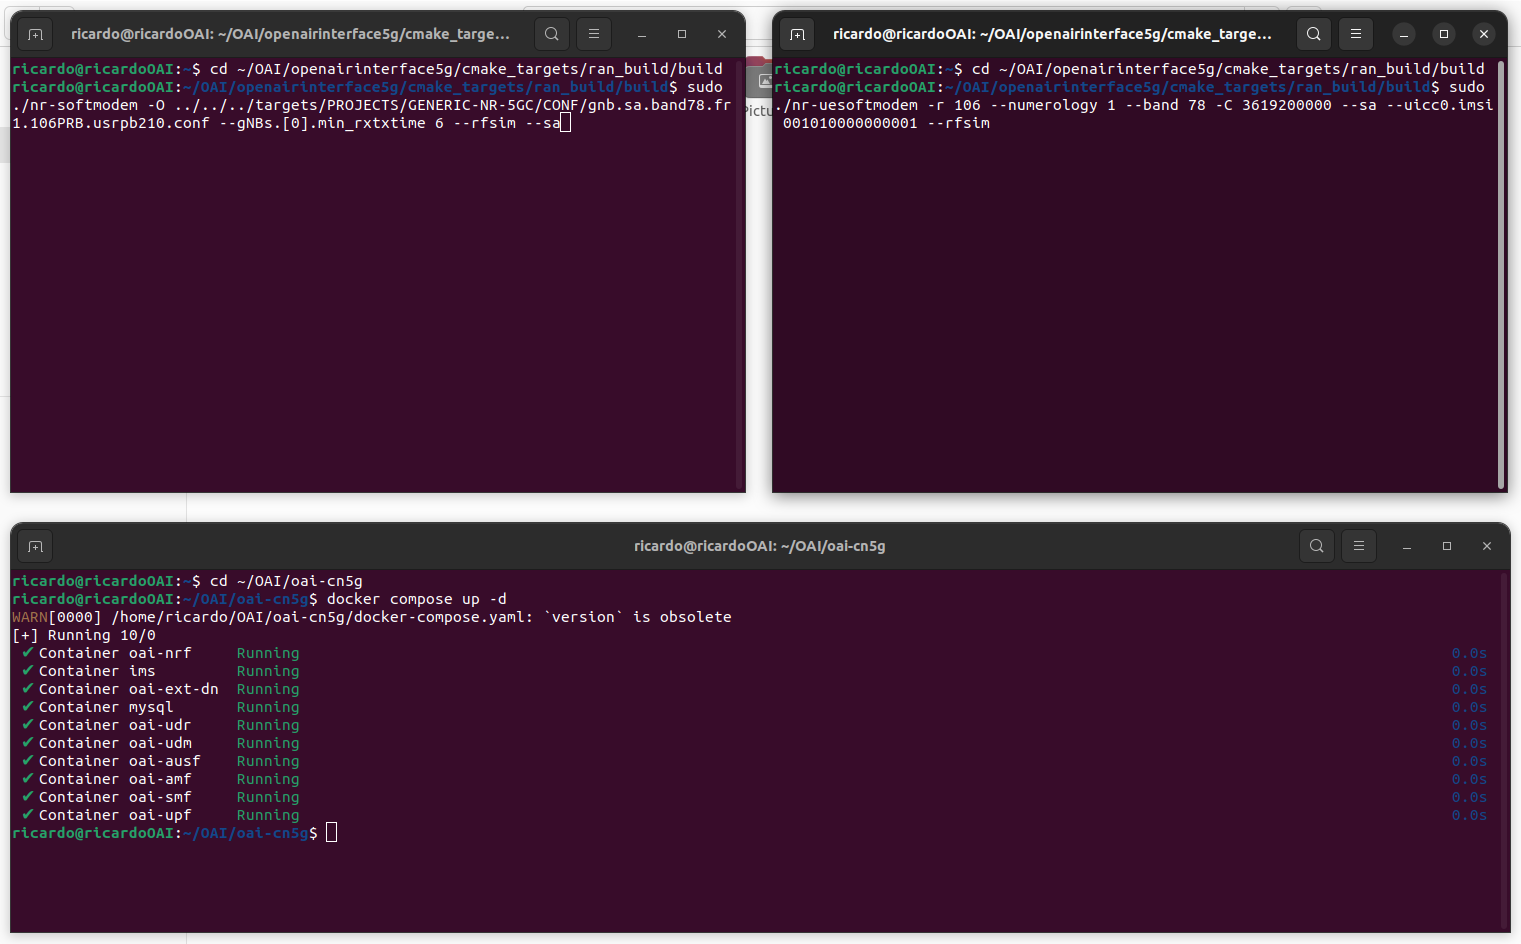 ricardo@ricardoOAI: ~/OAI/openairinterface5g/cmake_targe...
ricardo@ricardoOAI:~$ cd ~/OAI/openairinterface5g/cmake_targets/ran_build/build
ricardo@ricardoOAI:~/OAI/openairinterface5g/cmake_targets/ran_build/build$ sudo
./nr-softmodem -O ../../../targets/PROJECTS/GENERIC-NR-5GC/CONF/gnb.sa.band78.fr
1.106PRB.usrpb210.conf --gNBs.[0].min_rxtxtime 6 --rfsim --sa
Pictu
ricardo@ricardoOAI: ~/OAI/openairinterface5g/cmake_targe...
ricardo@ricardoOAI:~$ cd ~/OAI/openairinterface5g/cmake_targets/ran_build/build
ricardo@ricardoOAI:~/OAI/openairinterface5g/cmake_targets/ran_build/build$ sudo
./nr-uesoftmodem -r 106 --numerology 1 --band 78 -C 3619200000 --sa --uicc0.imsi
001010000000001 --rfsim
ricardo@ricardoOAI: ~/OAI/oai-cn5g
ricardo@ricardoOAI:~$ cd ~/OAI/oai-cn5g
ricardo@ricardoOAI:~/OAI/oai-cn5g$ docker compose up -d
WARN[0000] /home/ricardo/OAI/oai-cn5g/docker-compose.yaml: `version` is obsolete
[+] Running 10/0
✔ Container oai-nrf Running 0.0s
✔ Container ims Running 0.0s
✔ Container oai-ext-dn Running 0.0s
✔ Container mysql Running 0.0s
✔ Container oai-udr Running 0.0s
✔ Container oai-udm Running 0.0s
✔ Container oai-ausf Running 0.0s
✔ Container oai-amf Running 0.0s
✔ Container oai-smf Running 0.0s
✔ Container oai-upf Running 0.0s
ricardo@ricardoOAI:~/OAI/oai-cn5g$